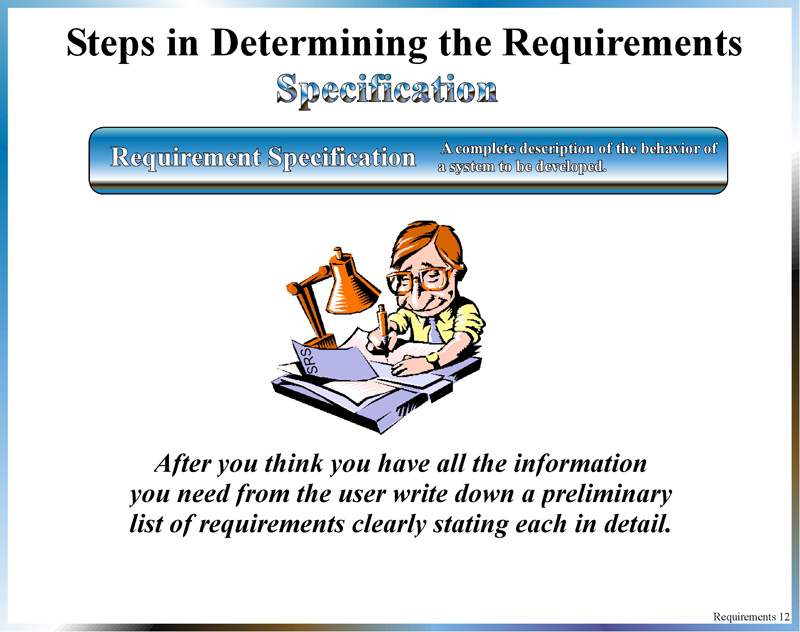 Steps in Determining the Requirements
Specification
Requirement Specification
A complete description of the behavior of
a system to be developed.
SRS
After you think you have all the information
you need from the user write down a preliminary
list of requirements clearly stating each in detail.
Requirements 12